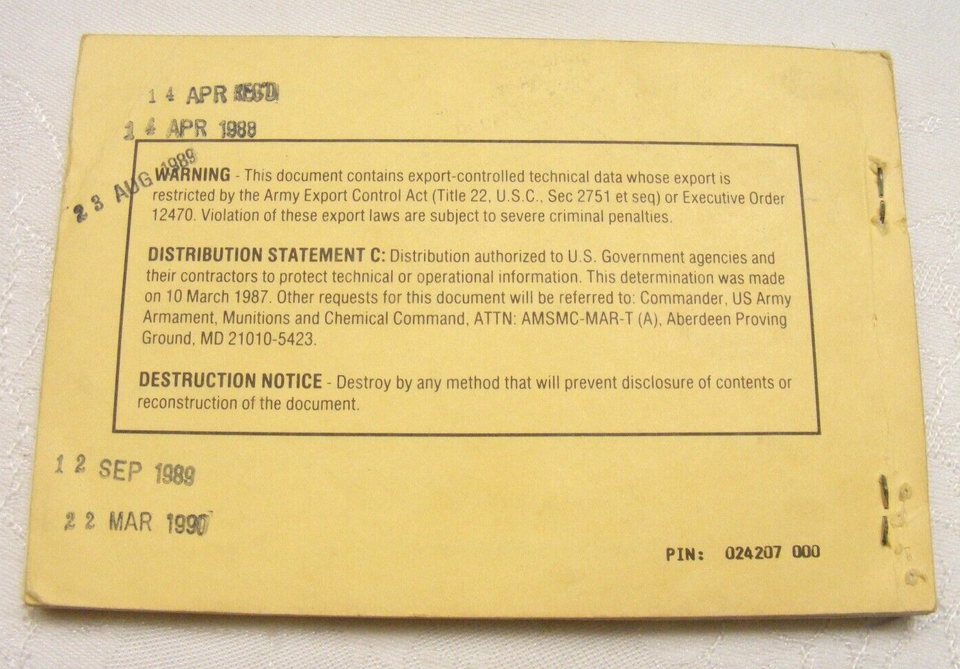 14 APR REC'D
14 APR 1988
23 AUG 1989
WARNING - This document contains export-controlled technical data whose export is
restricted by the Army Export Control Act (Title 22, U.S.C., Sec 2751 et seq) or Executive Order
12470. Violation of these export laws are subject to severe criminal penalties.
DISTRIBUTION STATEMENT C: Distribution authorized to U.S. Government agencies and
their contractors to protect technical or operational information. This determination was made
on 10 March 1987. Other requests for this document will be referred to: Commander, US Army
Armament, Munitions and Chemical Command, ATTN: AMSMC-MAR-T (A), Aberdeen Proving
Ground, MD 21010-5423.
DESTRUCTION NOTICE - Destroy by any method that will prevent disclosure of contents or
reconstruction of the document.
12 SEP 1989
22 MAR 1990
PIN: 024207 000